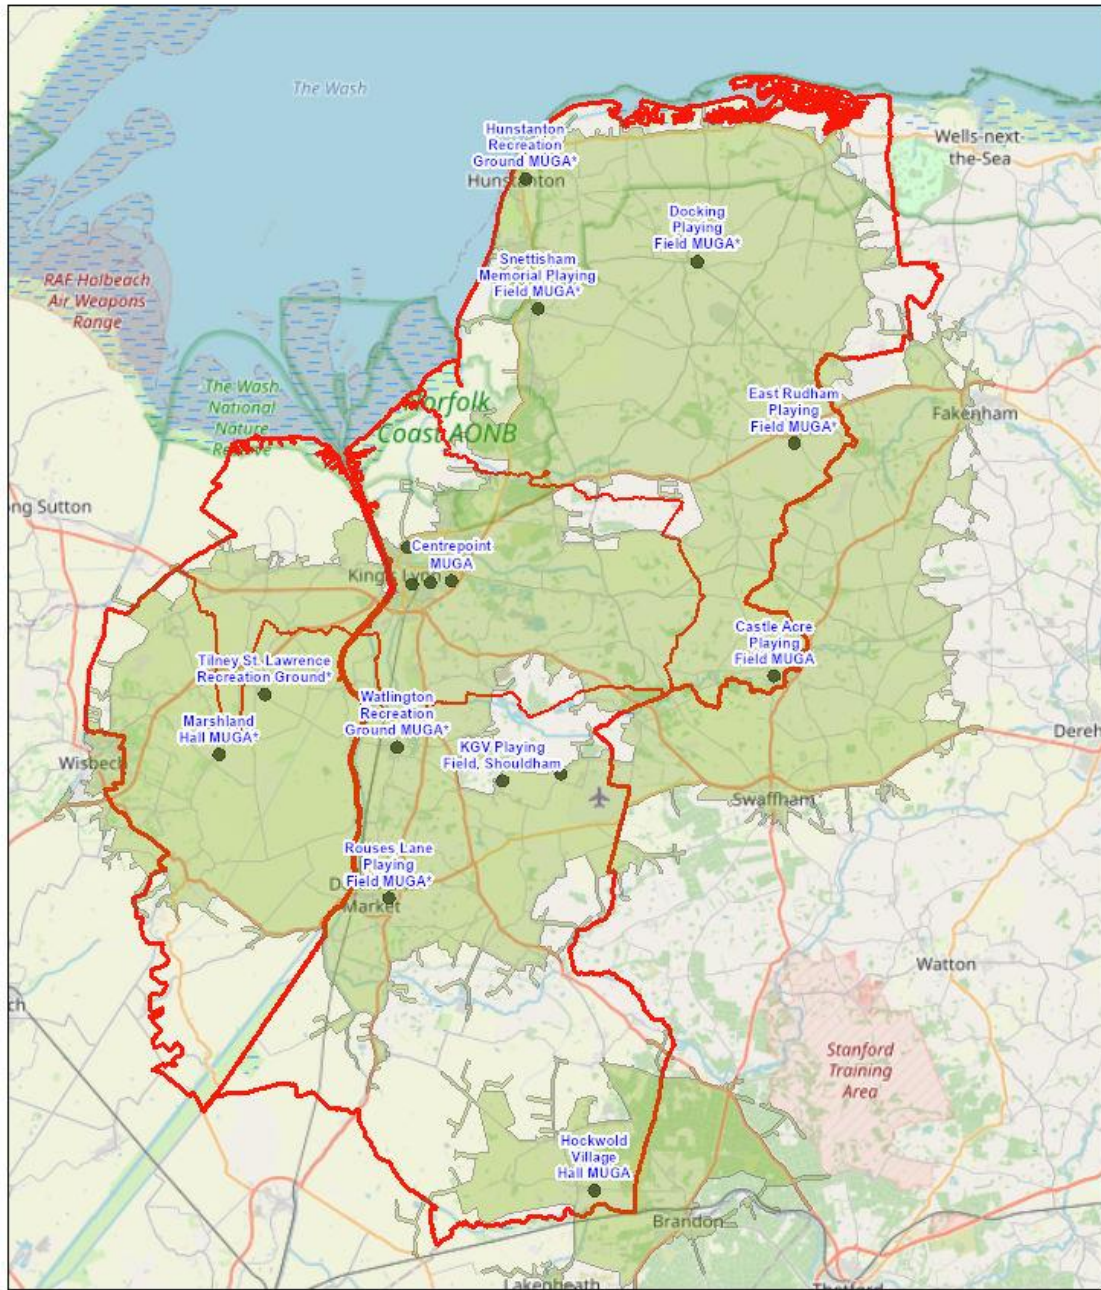 The Wash
Hunstanton
Recreation
Ground MUGA*
Hunstanton
Wells-next-
the-Sea
Docking
Playing
Field MUGA*
Snettisham
Memorial Playing
Field MUGA*
RAF Holbeach
Air Weapons
Range
The Wash
National
Nature
Norfolk
Coast AONB
East Rudham
Playing
Field MUGA*
Fakenham
ong Sutton
Centrepoint
MUGA
King's Lynn
Castle Acre
Playing
Field MUGA
Tilney St. Lawrence
Recreation Ground*
Watlington
Recreation
Ground MUGA*
Marshland
Hall MUGA*
KGV Playing
Field, Shouldham
Wisbech
Dereh
Swaffham
Rouses Lane
Playing
Field MUGA*
D
Market
Watton
ch
Stanford
Training
Area
Hockwold
Village
Hall MUGA
Brandon
Lakenheath
Thetford